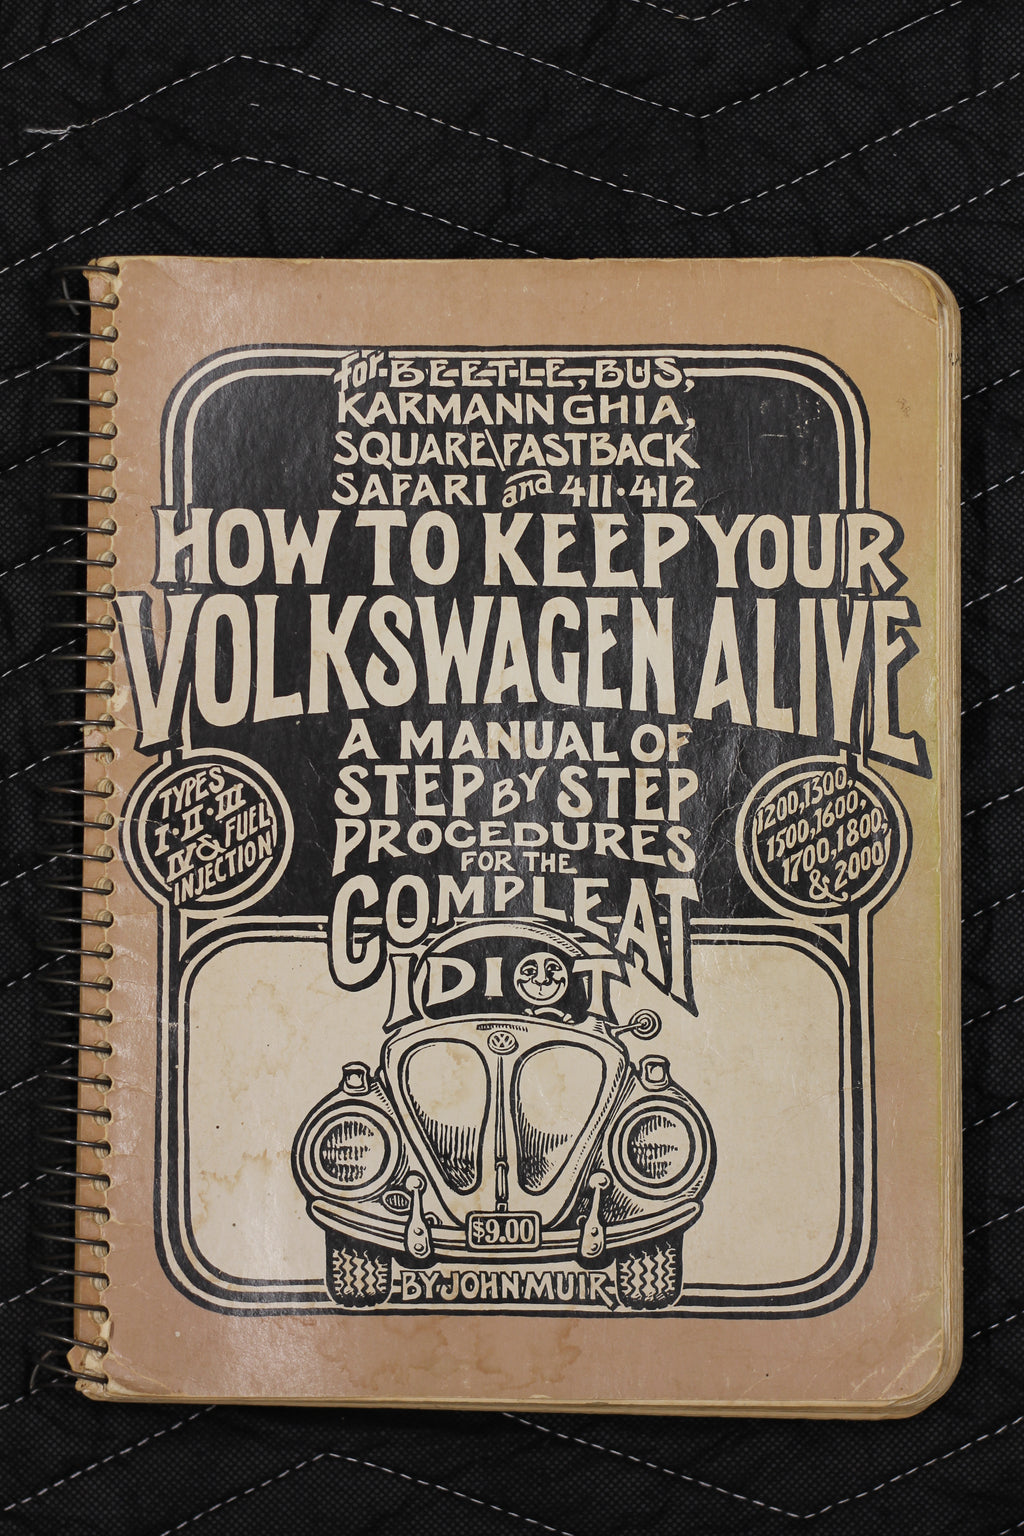 for BEETLE, BUS,
KARMANN GHIA,
SQUARE\FASTBACK
SAFARI and 411·412
HOW TO KEEP YOUR
VOLKSWAGEN ALIVE
A MANUAL OF
STEP BY STEP
PROCEDURES
FOR THE
COMPLEAT
IDIOT
TYPES
I·II·III
IV & FUEL
INJECTION
1200, 1300,
1500, 1600,
1700, 1800,
& 2000
VW
$9.00
BY JOHN MUIR